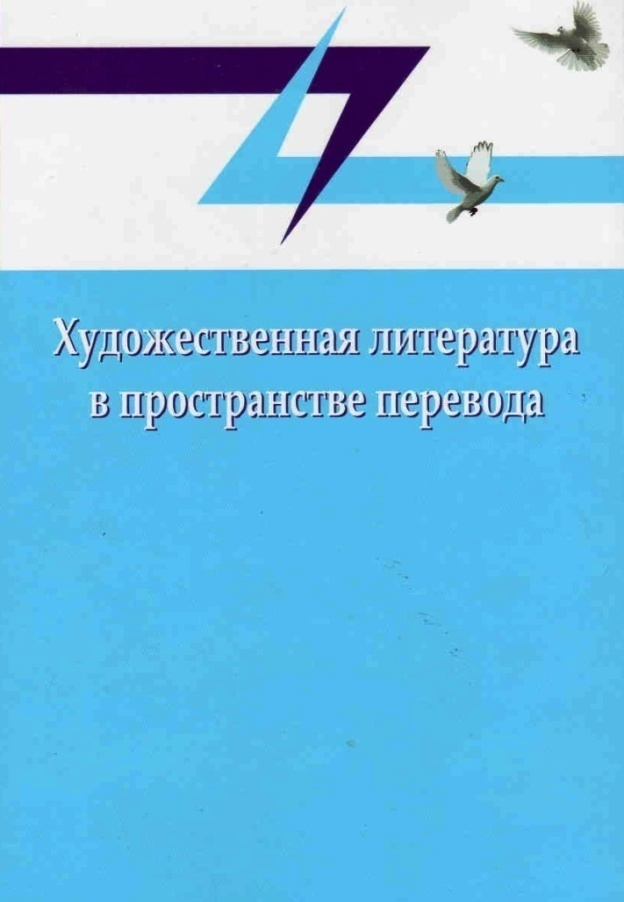 Художественная литература
в пространстве перевода